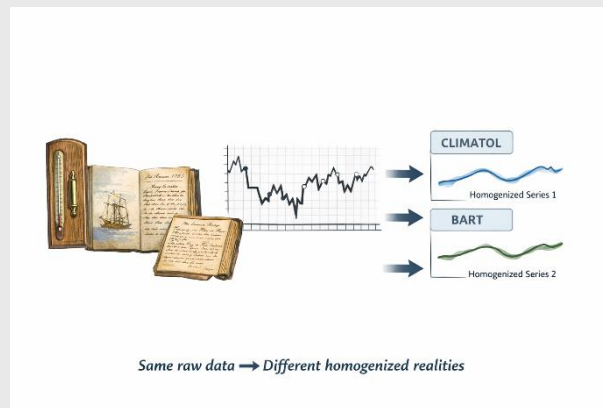 CLIMATOL
Homogenized Series 1
BART
Homogenized Series 2
Same raw data → Different homogenized realities